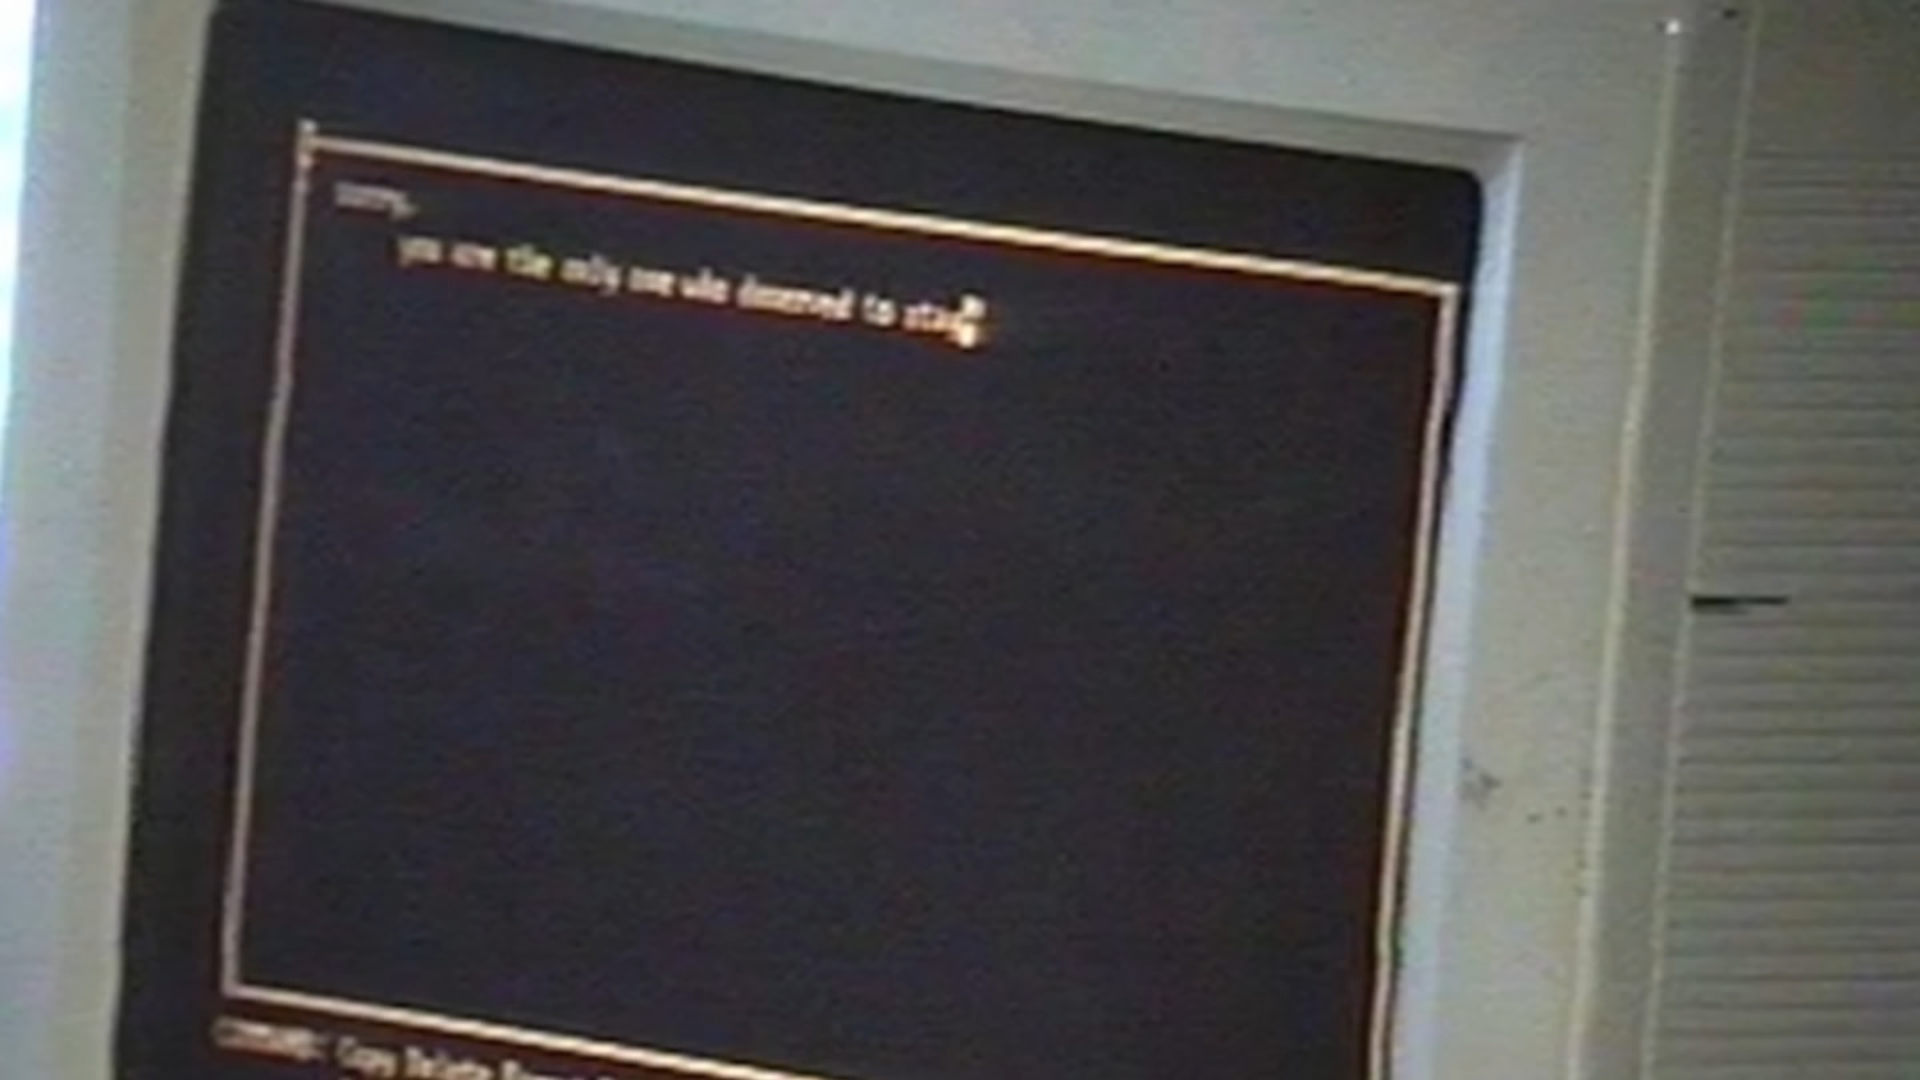 sorry,
you are the only one who deserved to stay
COMMAND: Copy Delete